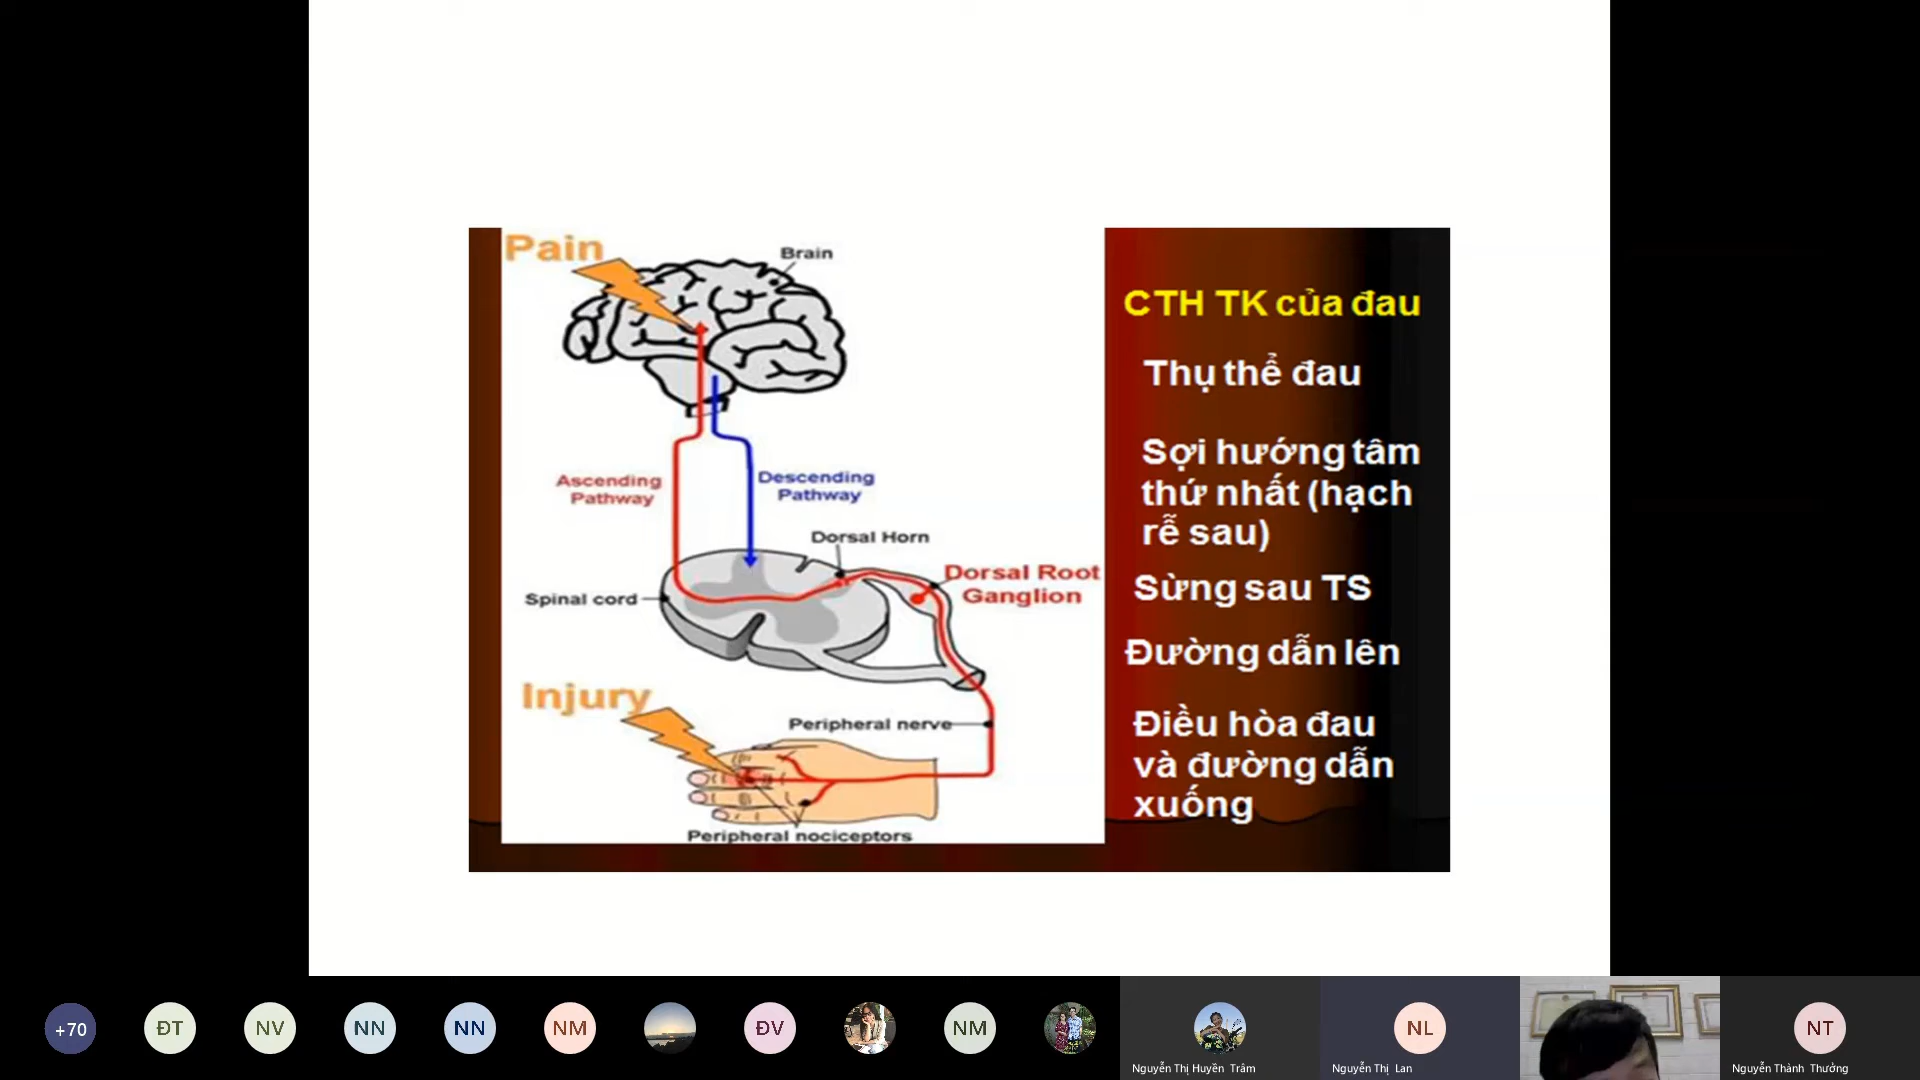 Pain
Brain
Ascending
Pathway
Descending
Pathway
Dorsal Horn
Dorsal Root
Ganglion
Spinal cord
Injury
Peripheral nerve
Peripheral nociceptors
CTH TK của đau
Thụ thể đau
Sợi hướng tâm
thứ nhất (hạch
rễ sau)
Sừng sau TS
Đường dẫn lên
Điều hòa đau
và đường dẫn
xuống
+70
ĐT
NV
NN
NN
NM
ĐV
NM
Nguyễn Thị Huyền Trâm
NL
Nguyễn Thị Lan
NT
Nguyễn Thành Thưởng